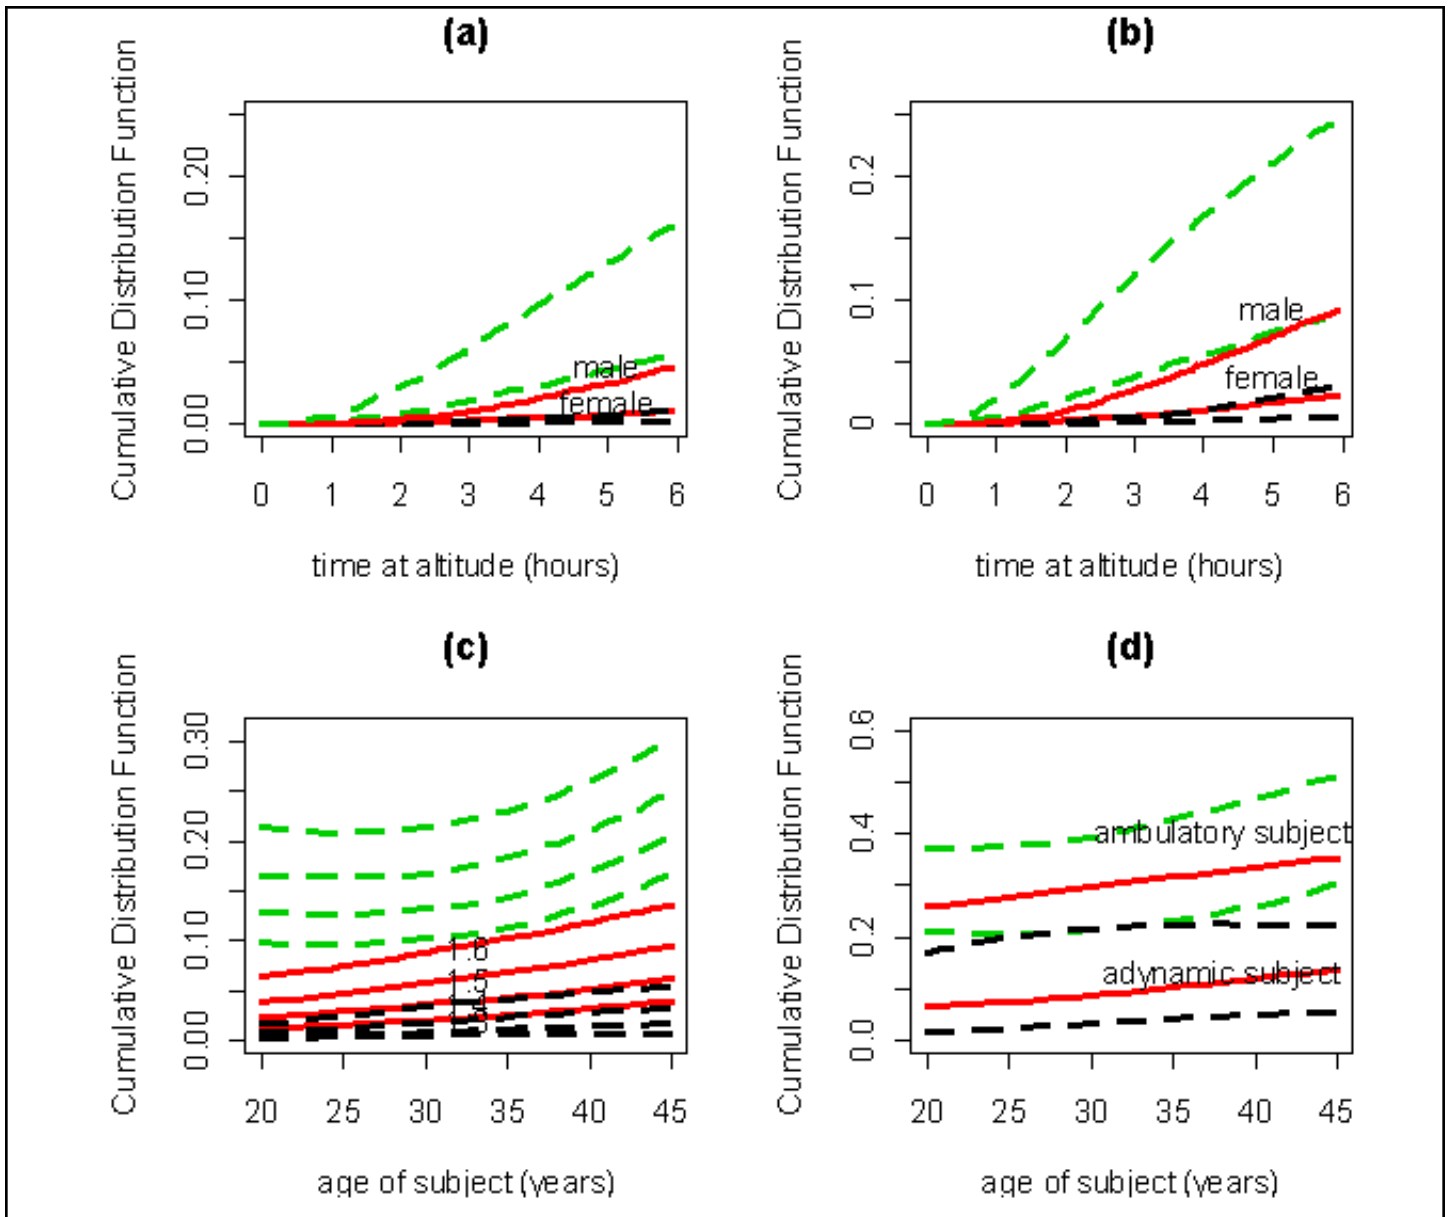 (a)
Cumulative Distribution Function
0.20
0.10
0.00
male
female
0 1 2 3 4 5 6
time at altitude (hours)
(b)
Cumulative Distribution Function
0.2
0.1
0
male
female
0 1 2 3 4 5 6
time at altitude (hours)
(c)
Cumulative Distribution Function
0.30
0.20
0.10
0.00
1.6
1.5
20 25 30 35 40 45
age of subject (years)
(d)
Cumulative Distribution Function
0.6
0.4
0.2
0.0
ambulatory subject
adynamic subject
20 25 30 35 40 45
age of subject (years)